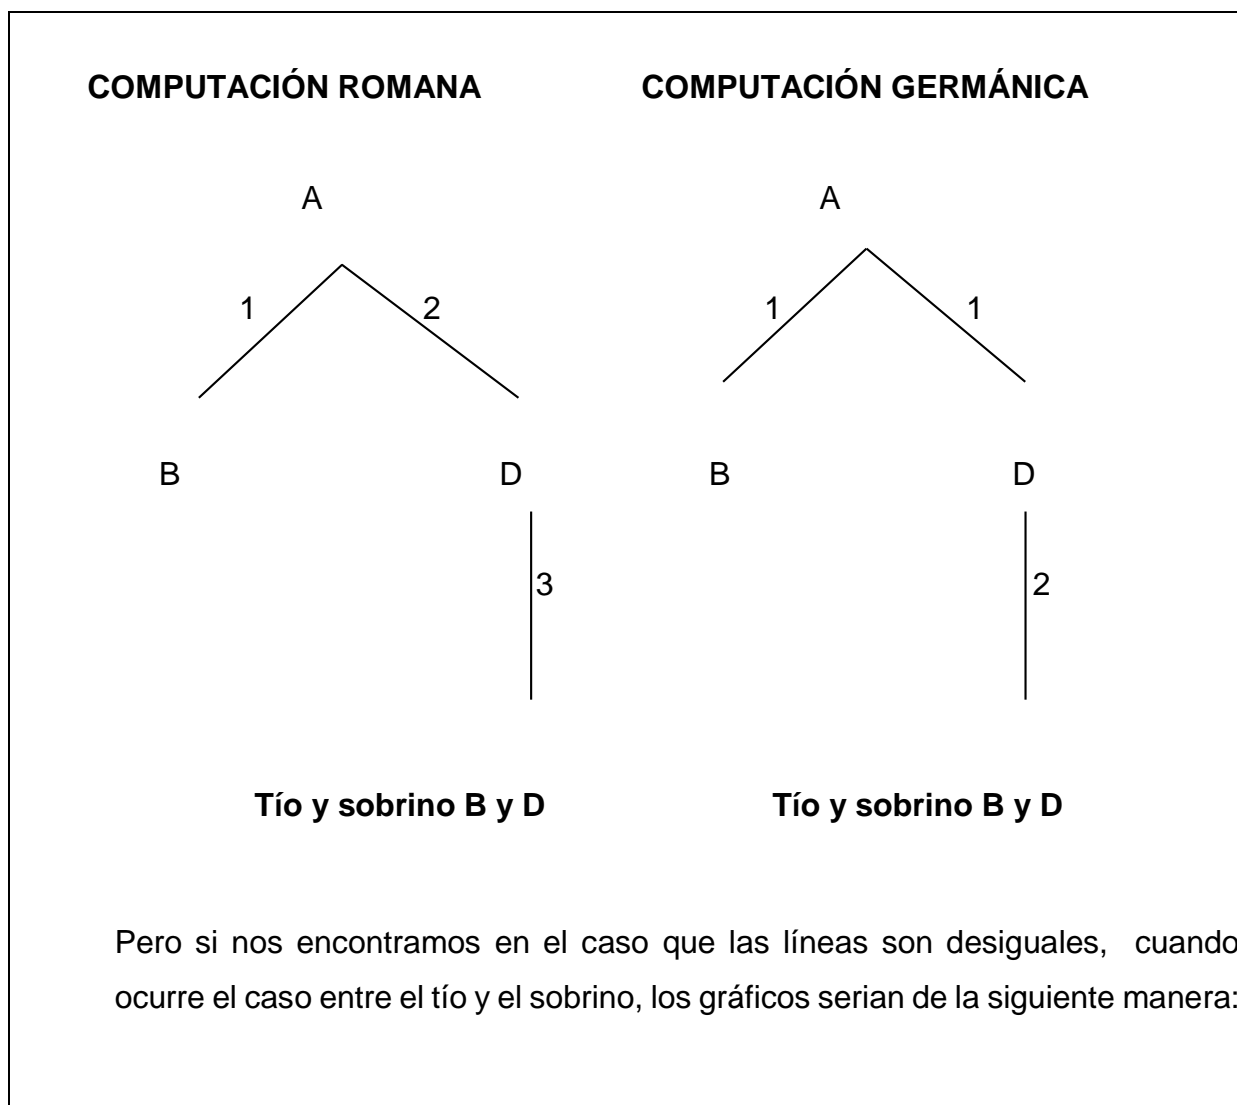 COMPUTACIÓN ROMANA COMPUTACIÓN GERMÁNICA
A A
1 2 1 1
B D B D
3 2
Tío y sobrino B y D Tío y sobrino B y D
Pero si nos encontramos en el caso que las líneas son desiguales, cuando
ocurre el caso entre el tío y el sobrino, los gráficos serian de la siguiente manera: